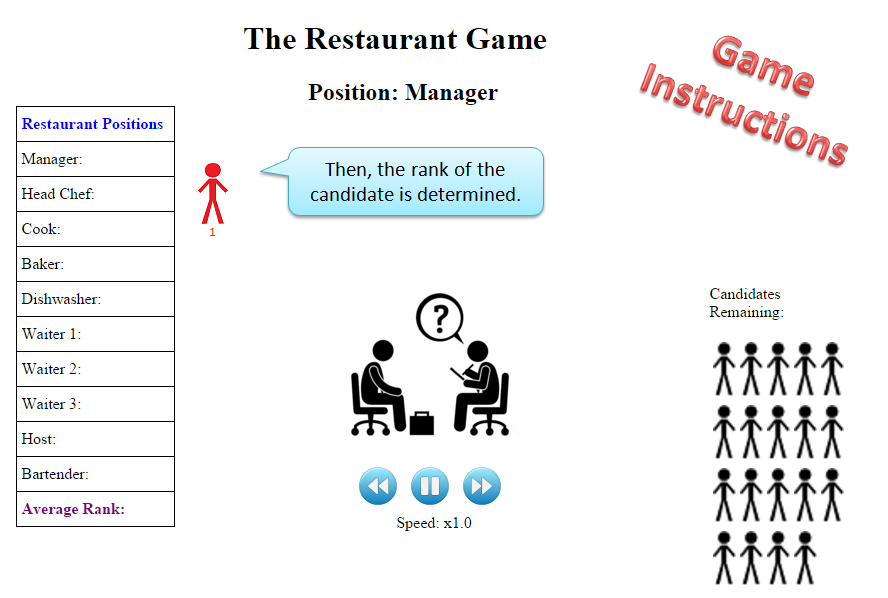 The Restaurant Game
Game
Instructions
Position: Manager
Restaurant Positions
Manager:
Head Chef:
Cook:
Baker:
Dishwasher:
Waiter 1:
Waiter 2:
Waiter 3:
Host:
Bartender:
Average Rank:
1
Then, the rank of the
candidate is determined.
?
Speed: x1.0
Candidates
Remaining: